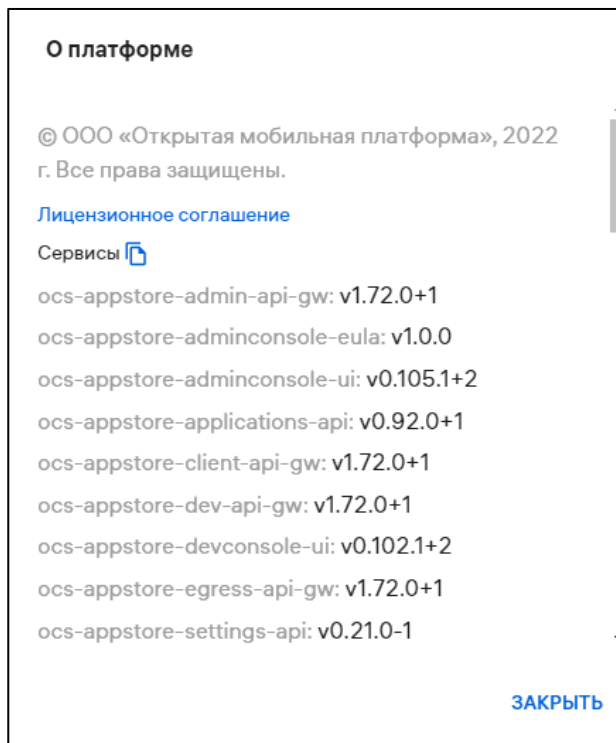 О платформе
© ООО «Открытая мобильная платформа», 2022
г. Все права защищены.
Лицензионное соглашение
Сервисы
ocs-appstore-admin-api-gw: v1.72.0+1
ocs-appstore-adminconsole-eula: v1.0.0
ocs-appstore-adminconsole-ui: v0.105.1+2
ocs-appstore-applications-api: v0.92.0+1
ocs-appstore-client-api-gw: v1.72.0+1
ocs-appstore-dev-api-gw: v1.72.0+1
ocs-appstore-devconsole-ui: v0.102.1+2
ocs-appstore-egress-api-gw: v1.72.0+1
ocs-appstore-settings-api: v0.21.0-1
ЗАКРЫТЬ